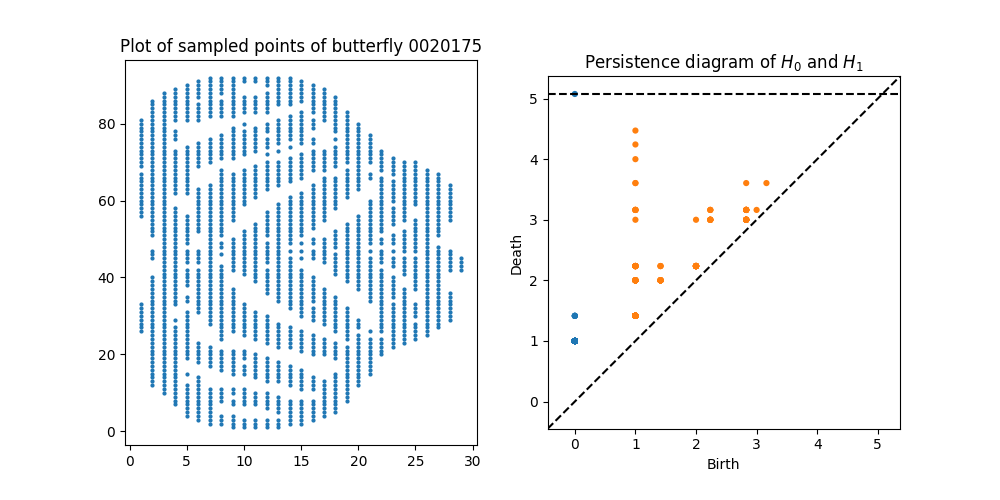 Plot of sampled points of butterfly 0020175
80
60
40
20
0
0 5 10 15 20 25 30
Persistence diagram of H₀ and H₁
5
4
3
2
1
0
Death
0 1 2 3 4 5
Birth